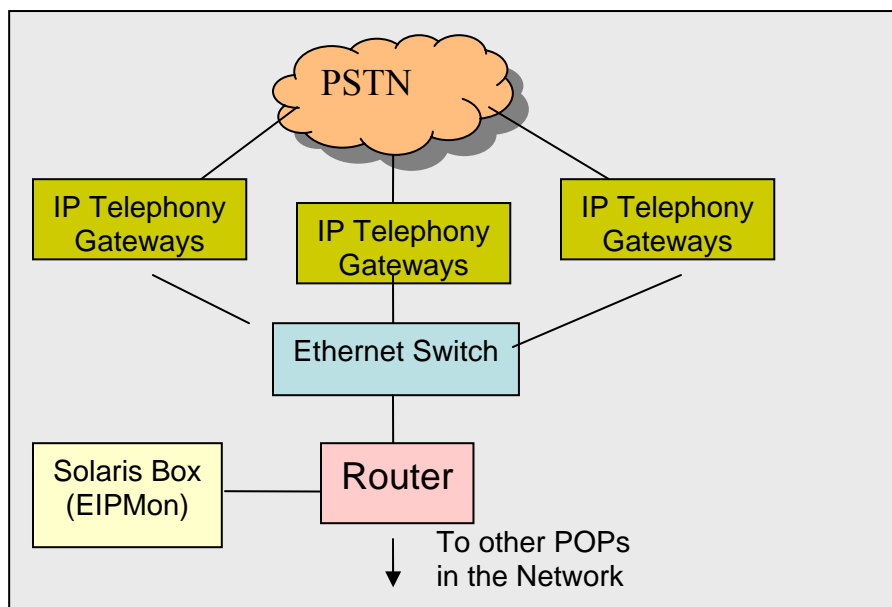 PSTN
IP Telephony
Gateways
IP Telephony
Gateways
IP Telephony
Gateways
Ethernet Switch
Solaris Box
(EIPMon)
Router
To other POPs
in the Network